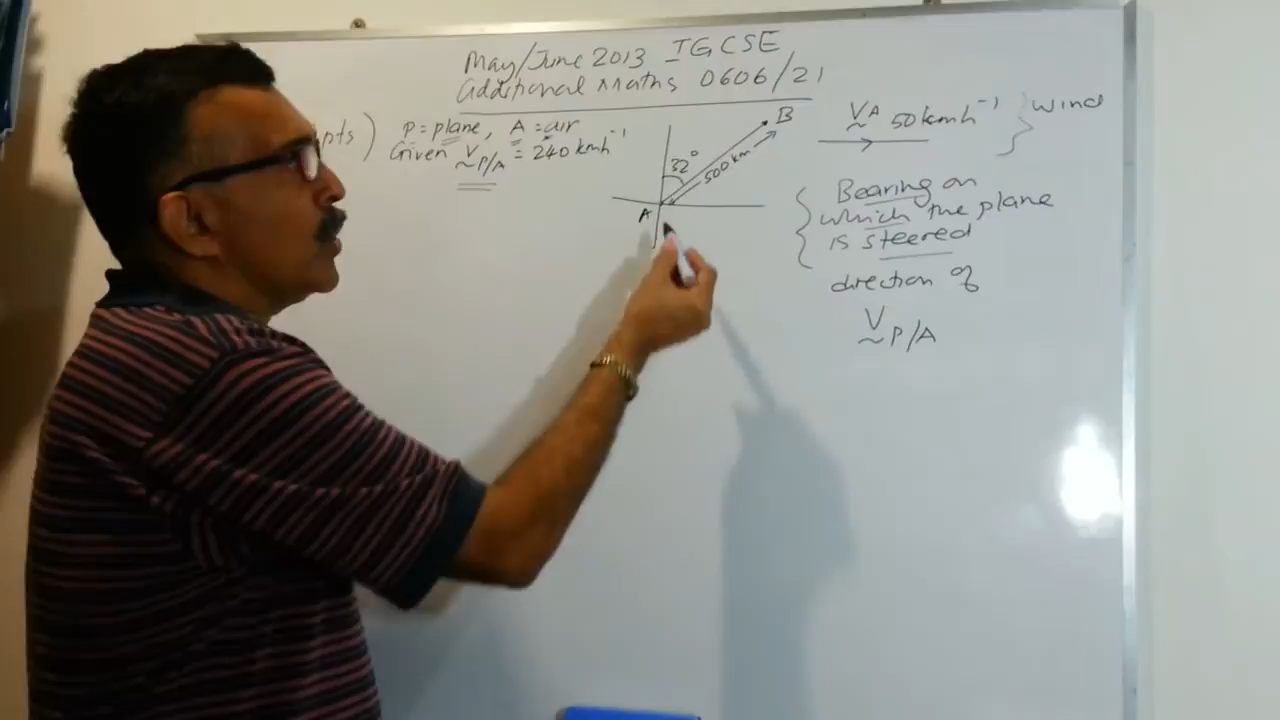 May/June 2013 IGCSE
Additional Maths 0606/21
pts) P = plane, A = air
Given V P/A = 240 kmh⁻¹
B
32°
500 km
A
V A 50 kmh⁻¹ } wind
Bearing on
which the plane
is steered
direction of
V P/A